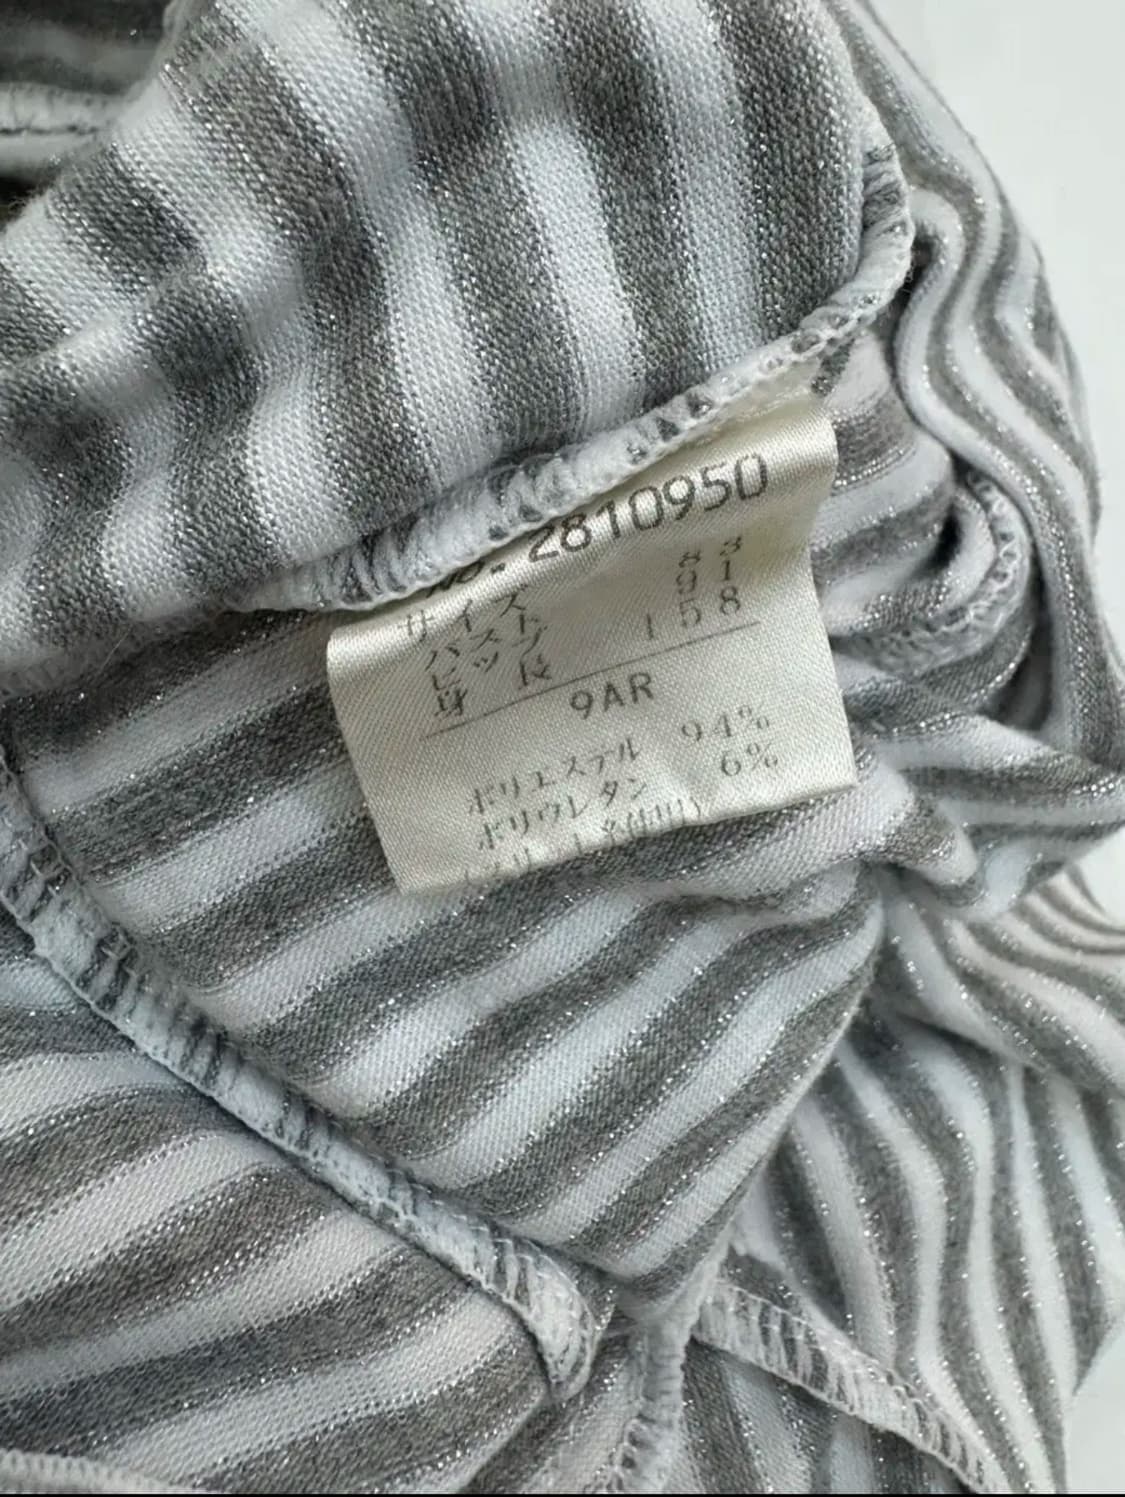 No. 2810950
サイズ
バスト 83
ヒップ 91
身長 158
9AR
ポリエステル 94%
ポリウレタン 6%